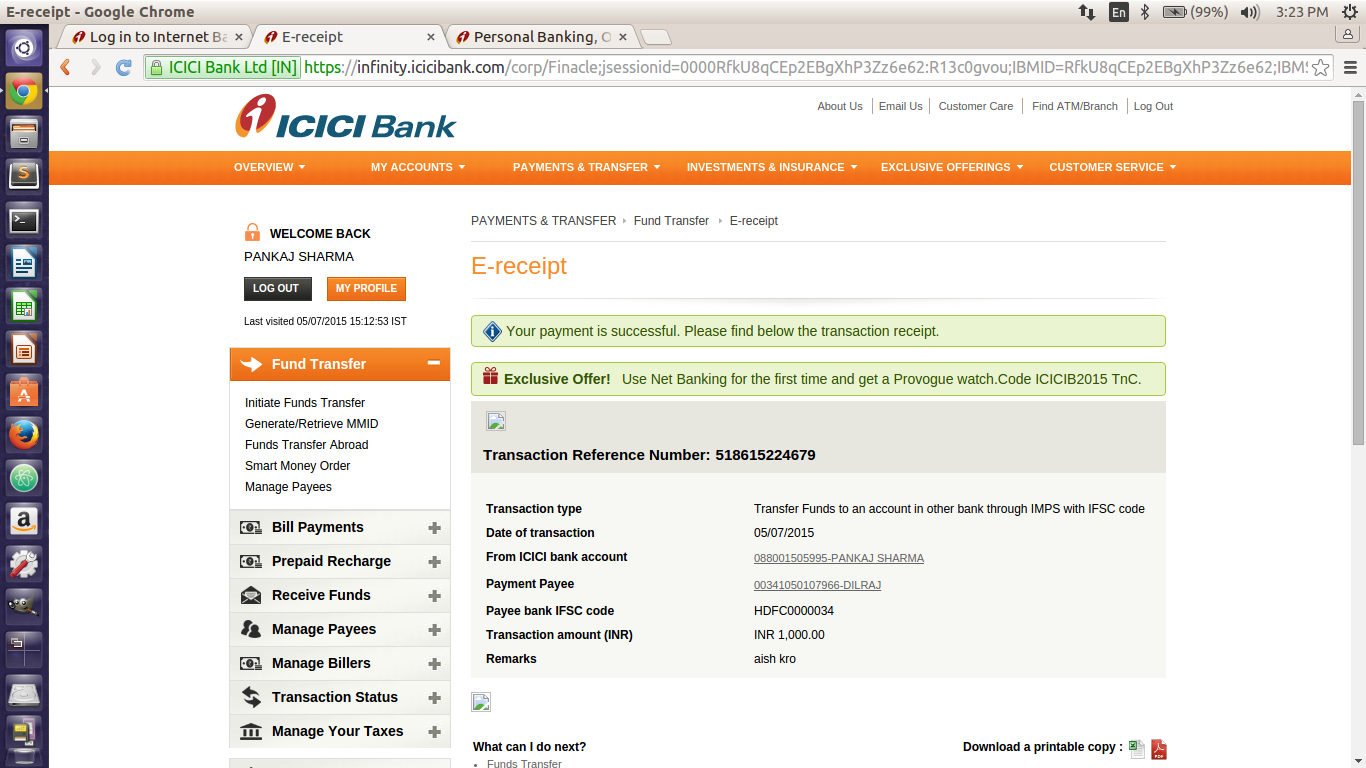 E-receipt - Google Chrome
En (99%) 3:23 PM
Log in to Internet Ba × E-receipt × Personal Banking, O ×
ICICI Bank Ltd [IN] https://infinity.icicibank.com/corp/Finacle;jsessionid=0000RfkU8qCEp2EBgXhP3Zz6e62:R13c0gvou;IBMID=RfkU8qCEp2EBgXhP3Zz6e62;IBMS
ICICI Bank
About Us Email Us Customer Care Find ATM/Branch Log Out
OVERVIEW MY ACCOUNTS PAYMENTS & TRANSFER INVESTMENTS & INSURANCE EXCLUSIVE OFFERINGS CUSTOMER SERVICE
WELCOME BACK
PANKAJ SHARMA
LOG OUT MY PROFILE
Last visited 05/07/2015 15:12:53 IST
Fund Transfer
Initiate Funds Transfer
Generate/Retrieve MMID
Funds Transfer Abroad
Smart Money Order
Manage Payees
Bill Payments
Prepaid Recharge
Receive Funds
Manage Payees
Manage Billers
Transaction Status
Manage Your Taxes
PAYMENTS & TRANSFER Fund Transfer E-receipt
E-receipt
Your payment is successful. Please find below the transaction receipt.
Exclusive Offer! Use Net Banking for the first time and get a Provogue watch.Code ICICIB2015 TnC.
Transaction Reference Number: 518615224679
Transaction type Transfer Funds to an account in other bank through IMPS with IFSC code
Date of transaction 05/07/2015
From ICICI bank account 088001505995-PANKAJ SHARMA
Payment Payee 00341050107966-DILRAJ
Payee bank IFSC code HDFC0000034
Transaction amount (INR) INR 1,000.00
Remarks aish kro
What can I do next? Download a printable copy :
Funds Transfer